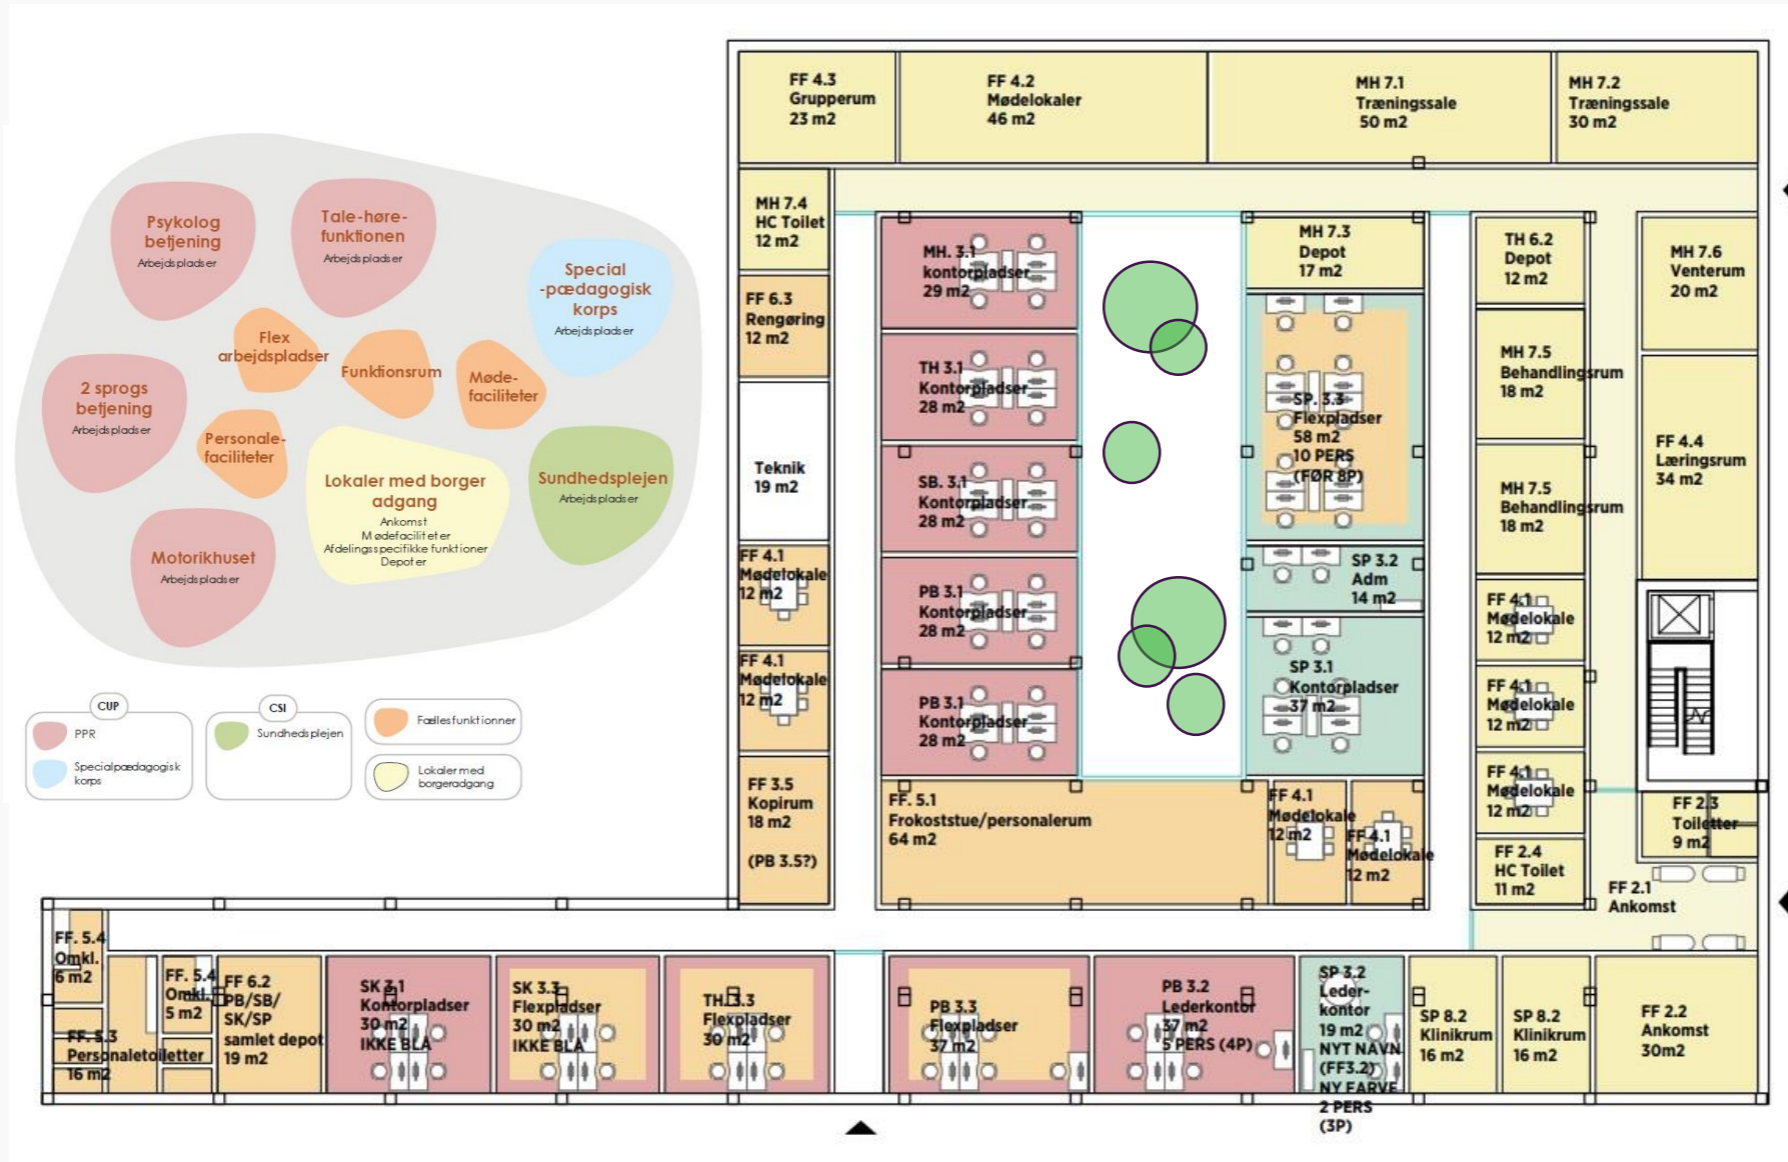 Psykolog
betjening
Arbejdspladser
Tale-høre-
funktionen
Arbejdspladser
Special
-pædagogisk
korps
Arbejdspladser
Flex
arbejdspladser
Funktionsrum
Møde-
faciliteter
2 sprogs
betjening
Arbejdspladser
Personale-
faciliteter
Lokaler med borger
adgang
Ankomst
Mødefaciliteter
Afdelingsspecifikke funktioner
Depoter
Sundhedsplejen
Arbejdspladser
Motorikhuset
Arbejdspladser
CUP
PPR
Specialpædagogisk
korps
CSI
Sundhedsplejen
Fællesfunktionner
Lokaler med
borgeradgang
FF 4.3
Grupperum
23 m2
FF 4.2
Mødelokaler
46 m2
MH 7.1
Træningssale
50 m2
MH 7.2
Træningssale
30 m2
MH 7.4
HC Toilet
12 m2
FF 6.3
Rengøring
12 m2
Teknik
19 m2
FF 4.1
Mødelokale
12 m2
FF 4.1
Mødelokale
12 m2
FF 3.5
Kopirum
18 m2
(PB 3.5?)
MH. 3.1
kontorpladser
29 m2
TH 3.1
Kontorpladser
28 m2
SB. 3.1
Kontorpladser
28 m2
PB 3.1
Kontorpladser
28 m2
PB 3.1
Kontorpladser
28 m2
FF. 5.1
Frokoststue/personalerum
64 m2
MH 7.3
Depot
17 m2
SP. 3.3
Flexpladser
58 m2
10 PERS
(FØR 8P)
SP 3.2
Adm
14 m2
SP 3.1
Kontorpladser
37 m2
FF 4.1
Mødelokale
12 m2
FF 4.1
Mødelokale
12 m2
TH 6.2
Depot
12 m2
MH 7.5
Behandlingsrum
18 m2
MH 7.5
Behandlingsrum
18 m2
FF 4.1
Mødelokale
12 m2
FF 4.1
Mødelokale
12 m2
FF 4.1
Mødelokale
12 m2
FF 2.4
HC Toilet
11 m2
MH 7.6
Venterum
20 m2
FF 4.4
Læringsrum
34 m2
FF 2.3
Toiletter
9 m2
FF 2.1
Ankomst
FF. 5.4
Omkl.
6 m2
FF. 5.3
Personaletoiletter
16 m2
FF. 5.4
Omkl.
5 m2
FF 6.2
PB/SB/
SK/SP
samlet depot
19 m2
SK 3.1
Kontorpladser
30 m2
IKKE BLÅ
SK 3.3
Flexpladser
30 m2
IKKE BLÅ
TH. 3.3
Flexpladser
30 m2
PB 3.3
Flexpladser
37 m2
PB 3.2
Lederkontor
37 m2
5 PERS (4P)
SP 3.2
Leder-
kontor
19 m2
NYT NAVN
(FF3.2)
NY FARVE
2 PERS
(3P)
SP 8.2
Klinikrum
16 m2
SP 8.2
Klinikrum
16 m2
FF 2.2
Ankomst
30m2